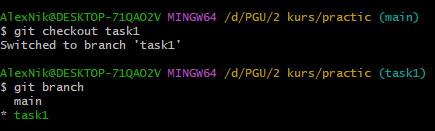 AlexNik@DESKTOP-71QAO2V MINGW64 /d/PGU/2 kurs/practic (main)
$ git checkout task1
Switched to branch 'task1'
AlexNik@DESKTOP-71QAO2V MINGW64 /d/PGU/2 kurs/practic (task1)
$ git branch
  main
* task1